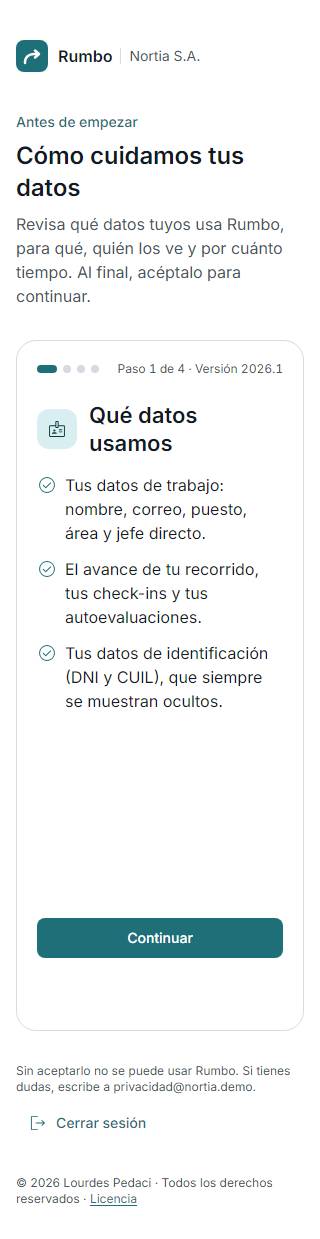 Rumbo Nortia S.A.
Antes de empezar
Cómo cuidamos tus
datos
Revisa qué datos tuyos usa Rumbo,
para qué, quién los ve y por cuánto
tiempo. Al final, acéptalo para
continuar.
Paso 1 de 4 · Versión 2026.1
Qué datos
usamos
Tus datos de trabajo:
nombre, correo, puesto,
área y jefe directo.
El avance de tu recorrido,
tus check-ins y tus
autoevaluaciones.
Tus datos de identificación
(DNI y CUIL), que siempre
se muestran ocultos.
Continuar
Sin aceptarlo no se puede usar Rumbo. Si tienes
dudas, escribe a privacidad@nortia.demo.
Cerrar sesión
© 2026 Lourdes Pedaci · Todos los derechos
reservados · Licencia